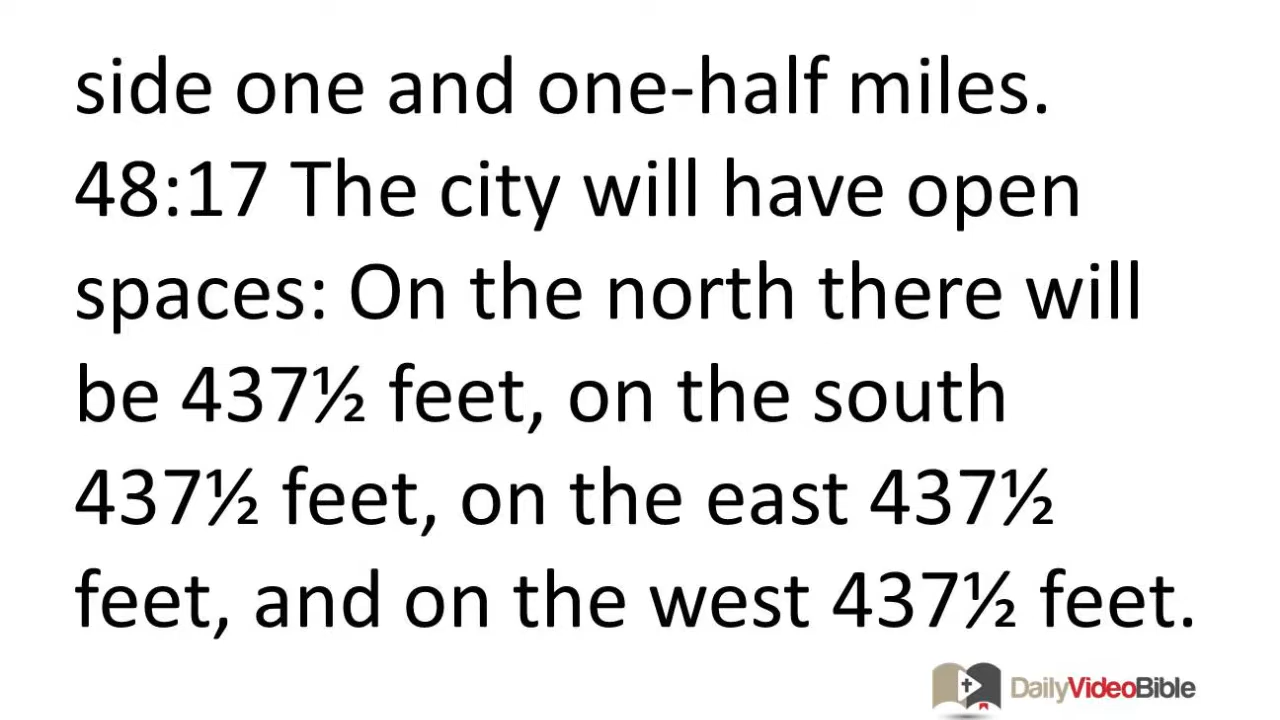 side one and one-half miles.
48:17 The city will have open
spaces: On the north there will
be 437½ feet, on the south
437½ feet, on the east 437½
feet, and on the west 437½ feet.
DailyVideoBible